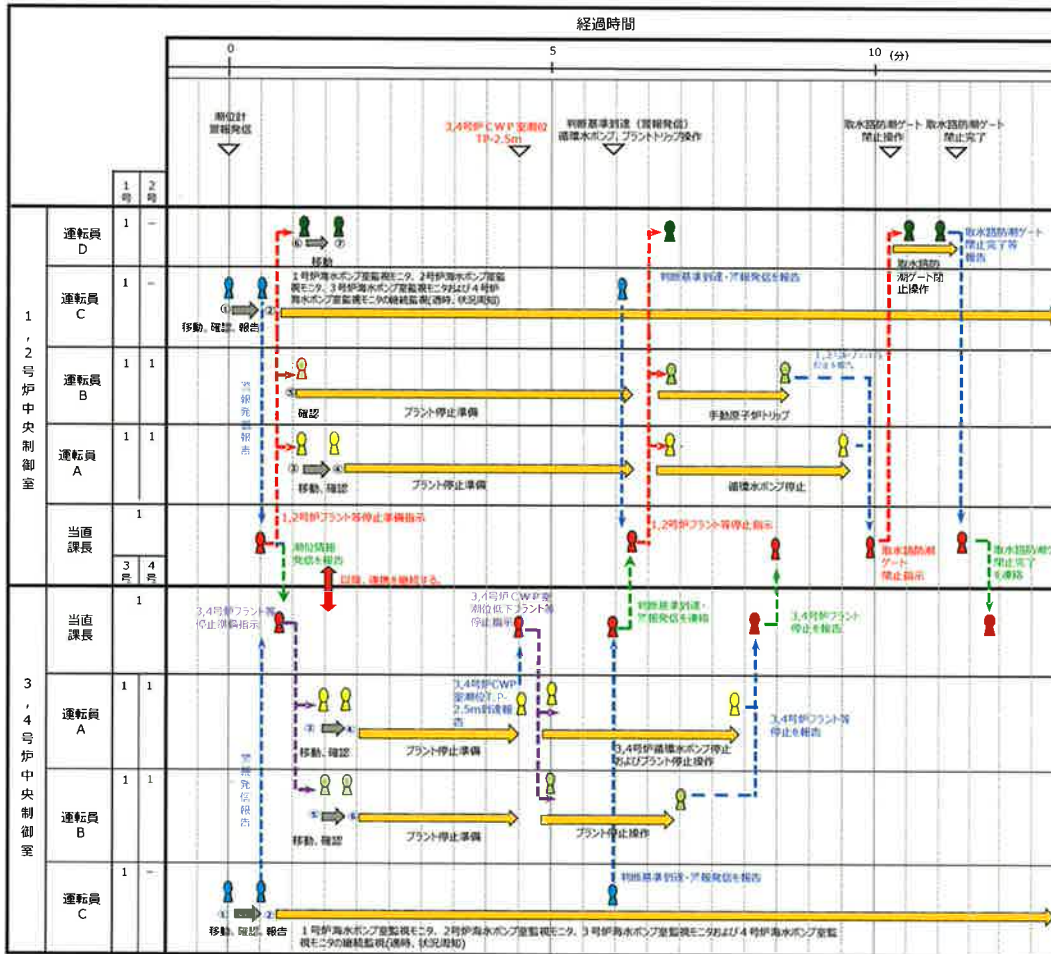 経過時間
0
5
10
(分)
潮位計
警報発信
3,4号炉CWP室潮位
TP-2.5m
判断基準到達（警報発信）
循環水ポンプ、プラントトリップ操作
取水路防潮ゲート
閉止操作
取水路防潮ゲート
閉止完了
1号
2号
1,2号炉中央制御室
運転員
D
1
－
⑥
⑦
移動
取水路防
潮ゲート閉
止操作
取水路防潮ゲート
閉止完了等
報告
運転員
C
1
－
1号炉海水ポンプ室監視モニタ、2号炉海水ポンプ室監
視モニタ、3号炉海水ポンプ室監視モニタおよび4号炉
海水ポンプ室監視モニタの継続監視(適時、状況周知)
①
②
移動、確認、報告
判断基準到達・警報発信を報告
運転員
B
1
1
警報発信報告
⑤
確認
プラント停止準備
手動原子炉トリップ
運転員
A
1
1
③
④
移動、確認
プラント停止準備
循環水ポンプ停止
当直
課長
1
1,2号炉プラント等停止準備指示
潮位情報
発信を報告
以降、連携を継続する。
1,2号炉プラント等停止指示
取水路防潮
ゲート
閉止指示
取水路防潮ゲ
閉止完了
を連絡
3号
4号
3,4号炉中央制御室
当直
課長
1
3,4号炉プラント等
停止準備指示
3,4号炉CWP室
潮位低下プラント等
停止指示
判断基準到達・
警報発信を連絡
3,4号炉プラント
停止を報告
運転員
A
1
1
3,4号炉CWP
室潮位T.P-
2.5m到達報告
③
④
移動、確認
プラント停止準備
3,4号炉循環水ポンプ停止
およびプラント停止操作
3,4号炉プラント等
停止を報告
運転員
B
1
1
警報発信報告
⑤
⑥
移動、確認
プラント停止準備
プラント停止操作
運転員
C
1
－
①
②
移動、確認、報告
判断基準到達・警報発信を報告
1号炉海水ポンプ室監視モニタ、2号炉海水ポンプ室監視モニタ、3号炉海水ポンプ室監視モニタおよび4号炉海水ポンプ室監
視モニタの継続監視(適時、状況周知)